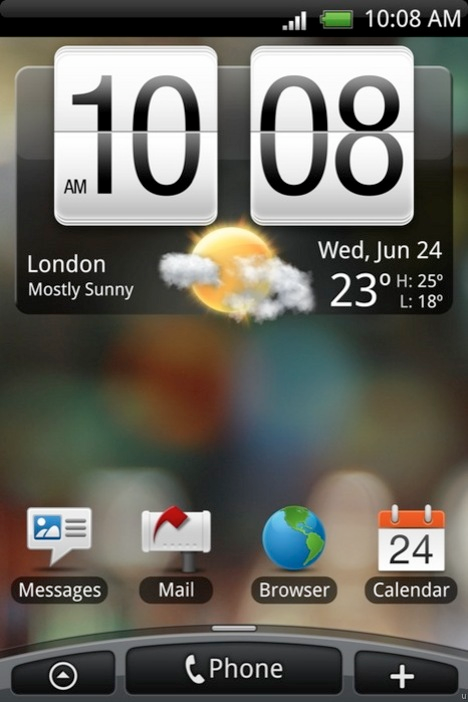 10:08 AM
AM 10 08
London
Mostly Sunny
Wed, Jun 24
23° H: 25°
L: 18°
24
Messages
Mail
Browser
Calendar
Phone
u